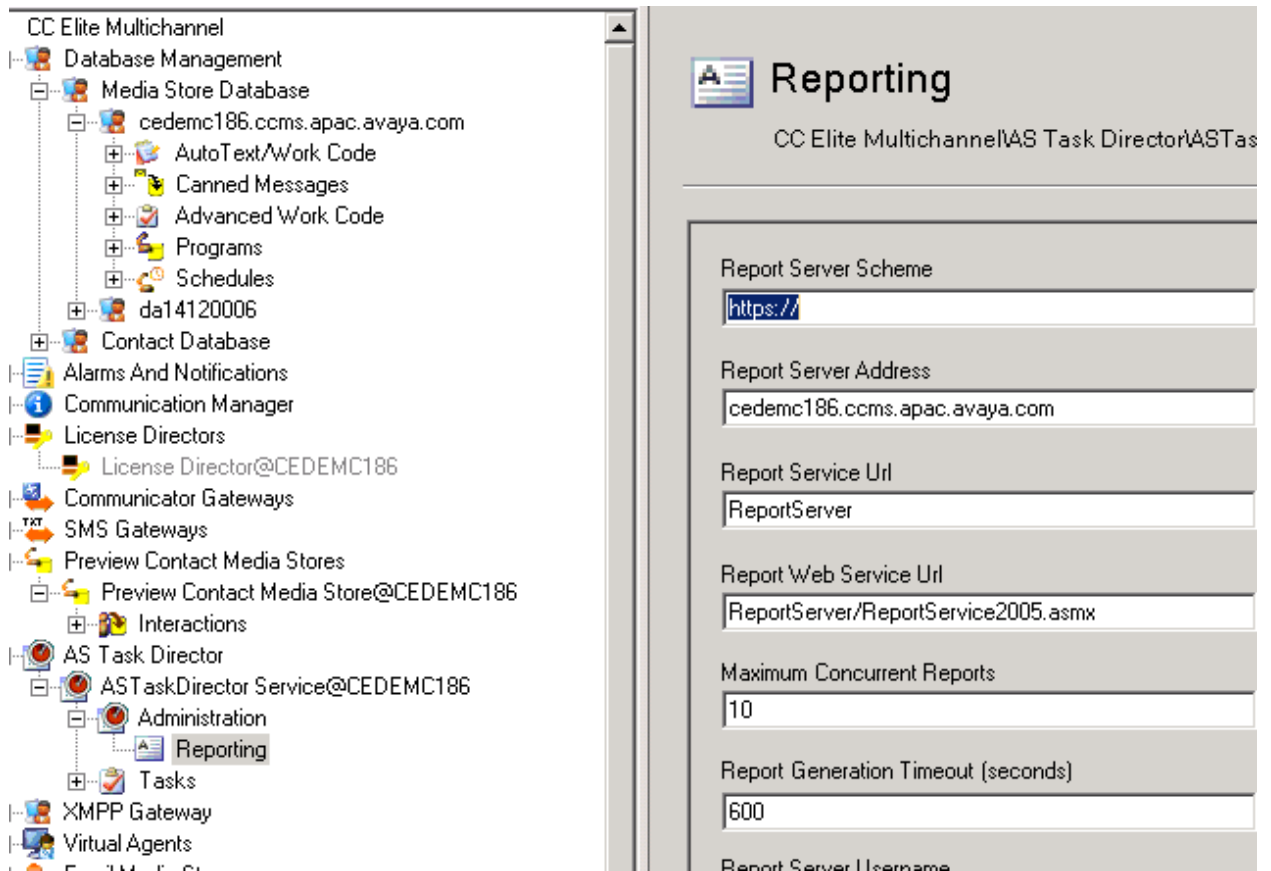 CC Elite Multichannel
Database Management
Media Store Database
cedemc186.ccms.apac.avaya.com
AutoText/Work Code
Canned Messages
Advanced Work Code
Programs
Schedules
da14120006
Contact Database
Alarms And Notifications
Communication Manager
License Directors
License Director@CEDEMC186
Communicator Gateways
TXT
SMS Gateways
Preview Contact Media Stores
Preview Contact Media Store@CEDEMC186
Interactions
AS Task Director
ASTaskDirector Service@CEDEMC186
Administration
Reporting
Tasks
XMPP Gateway
Virtual Agents
Reporting
CC Elite Multichannel\AS Task Director\ASTas
Report Server Scheme
https://
Report Server Address
cedemc186.ccms.apac.avaya.com
Report Service Url
ReportServer
Report Web Service Url
ReportServer/ReportService2005.asmx
Maximum Concurrent Reports
10
Report Generation Timeout (seconds)
600
Report Server Username